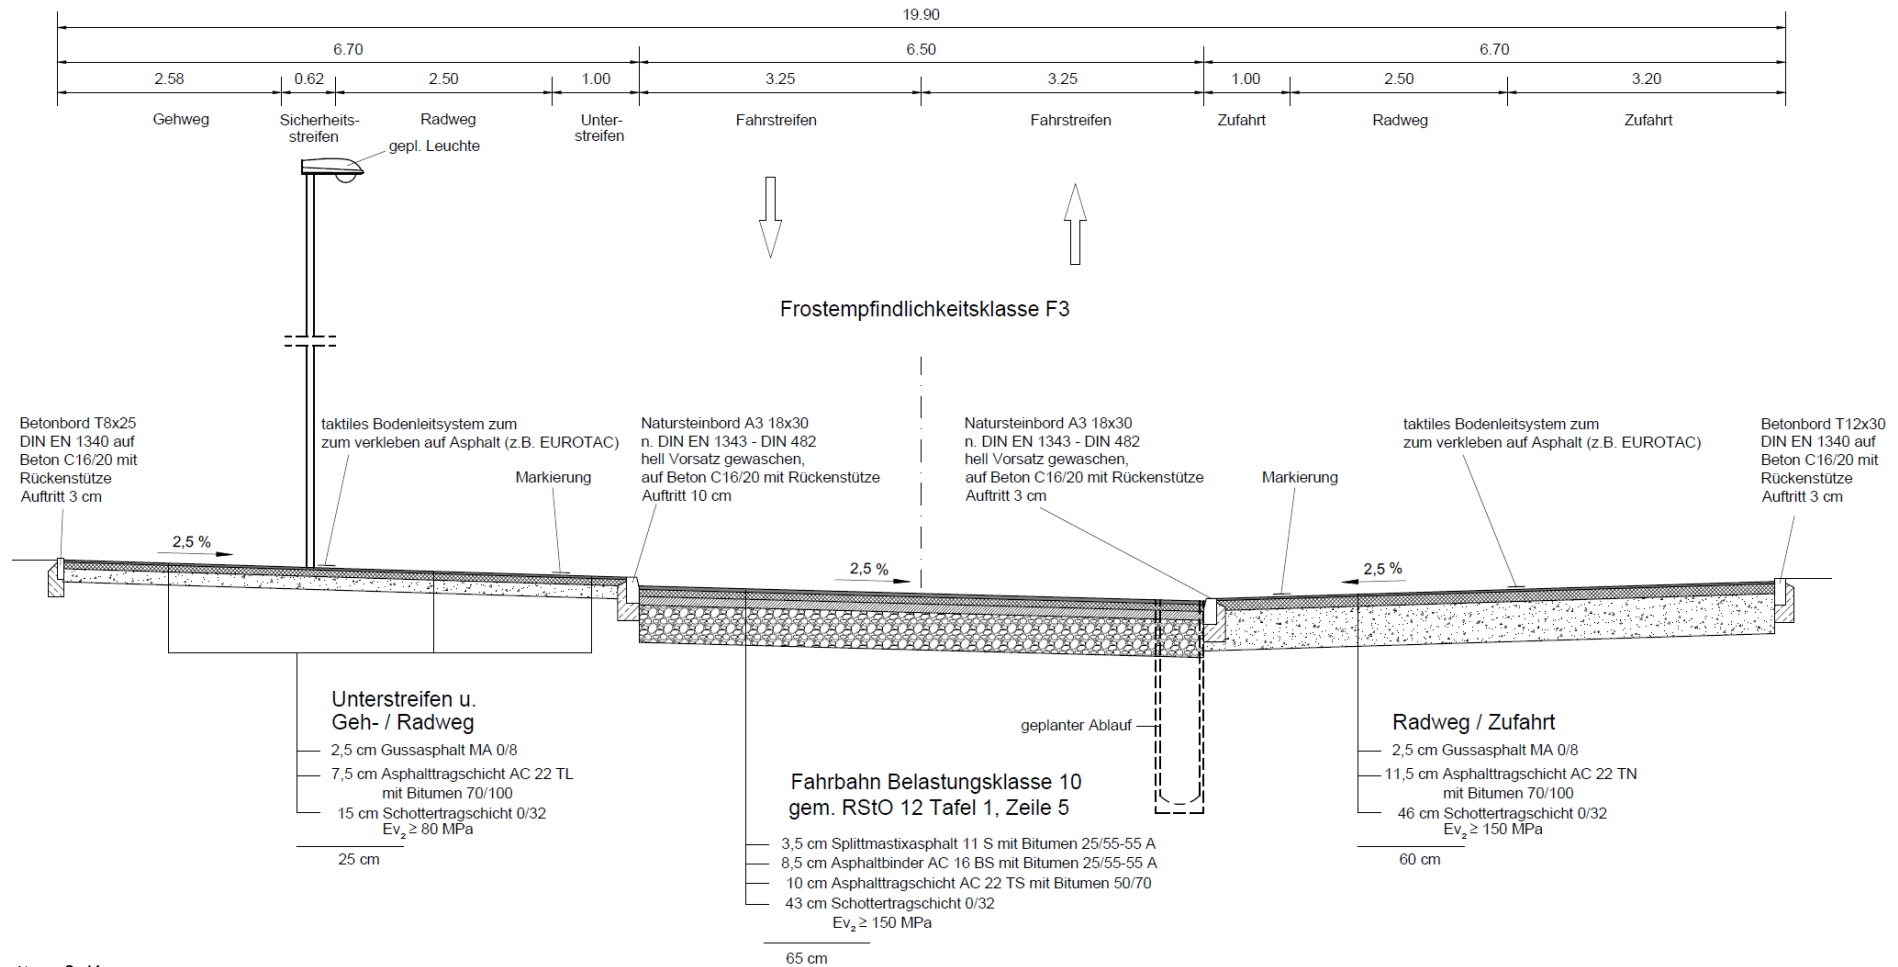 19.90
6.70
6.50
6.70
2.58
0.62
2.50
1.00
3.25
3.25
1.00
2.50
3.20
Gehweg
Sicherheits-
streifen
Radweg
Unter-
streifen
Fahrstreifen
Fahrstreifen
Zufahrt
Radweg
Zufahrt
gepl. Leuchte
Frostempfindlichkeitsklasse F3
Betonbord T8x25
DIN EN 1340 auf
Beton C16/20 mit
Rückenstütze
Auftritt 3 cm
taktiles Bodenleitsystem zum
zum verkleben auf Asphalt (z.B. EUROTAC)
Markierung
Natursteinbord A3 18x30
n. DIN EN 1343 - DIN 482
hell Vorsatz gewaschen,
auf Beton C16/20 mit Rückenstütze
Auftritt 10 cm
Natursteinbord A3 18x30
n. DIN EN 1343 - DIN 482
hell Vorsatz gewaschen,
auf Beton C16/20 mit Rückenstütze
Auftritt 3 cm
Markierung
taktiles Bodenleitsystem zum
zum verkleben auf Asphalt (z.B. EUROTAC)
Betonbord T12x30
DIN EN 1340 auf
Beton C16/20 mit
Rückenstütze
Auftritt 3 cm
2,5 %
2,5 %
2,5 %
Unterstreifen u.
Geh- / Radweg
2,5 cm Gussasphalt MA 0/8
7,5 cm Asphalttragschicht AC 22 TL
mit Bitumen 70/100
15 cm Schottertragschicht 0/32
Ev₂ ≥ 80 MPa
25 cm
geplanter Ablauf
Fahrbahn Belastungsklasse 10
gem. RStO 12 Tafel 1, Zeile 5
3,5 cm Splittmastixasphalt 11 S mit Bitumen 25/55-55 A
8,5 cm Asphaltbinder AC 16 BS mit Bitumen 25/55-55 A
10 cm Asphalttragschicht AC 22 TS mit Bitumen 50/70
43 cm Schottertragschicht 0/32
Ev₂ ≥ 150 MPa
65 cm
Radweg / Zufahrt
2,5 cm Gussasphalt MA 0/8
11,5 cm Asphalttragschicht AC 22 TN
mit Bitumen 70/100
46 cm Schottertragschicht 0/32
Ev₂ ≥ 150 MPa
60 cm